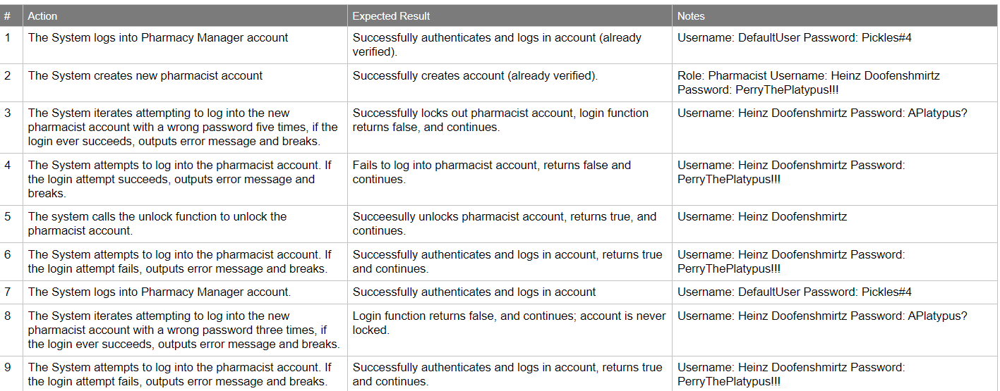 # Action Expected Result Notes
1 The System logs into Pharmacy Manager account Successfully authenticates and logs in account (already Username: DefaultUser Password: Pickles#4
verified).
2 The System creates new pharmacist account Successfully creates account (already verified). Role: Pharmacist Username: Heinz Doofenshmirtz
Password: PerryThePlatypus!!!
3 The System iterates attempting to log into the new Successfully locks out pharmacist account, login function Username: Heinz Doofenshmirtz Password: APlatypus?
pharmacist account with a wrong password five times, if the returns false, and continues.
login ever succeeds, outputs error message and breaks.
4 The System attempts to log into the pharmacist account. If Fails to log into pharmacist account, returns false and Username: Heinz Doofenshmirtz Password:
the login attempt succeeds, outputs error message and continues. PerryThePlatypus!!!
breaks.
5 The system calls the unlock function to unlock the Succeesully unlocks pharmacist account, returns true, and Username: Heinz Doofenshmirtz
pharmacist account. continues.
6 The System attempts to log into the pharmacist account. If Successfully authenticates and logs in account, returns true Username: Heinz Doofenshmirtz Password:
the login attempt fails, outputs error message and breaks. and continues. PerryThePlatypus!!!
7 The System logs into Pharmacy Manager account. Successfully authenticates and logs in account Username: DefaultUser Password: Pickles#4
8 The System iterates attempting to log into the new Login function returns false, and continues; account is never Username: Heinz Doofenshmirtz Password: APlatypus?
pharmacist account with a wrong password three times, if locked.
the login ever succeeds, outputs error message and breaks.
9 The System attempts to log into the pharmacist account. If Successfully authenticates and logs in account, returns true Username: Heinz Doofenshmirtz Password:
the login attempt fails, outputs error message and breaks. and continues. PerryThePlatypus!!!